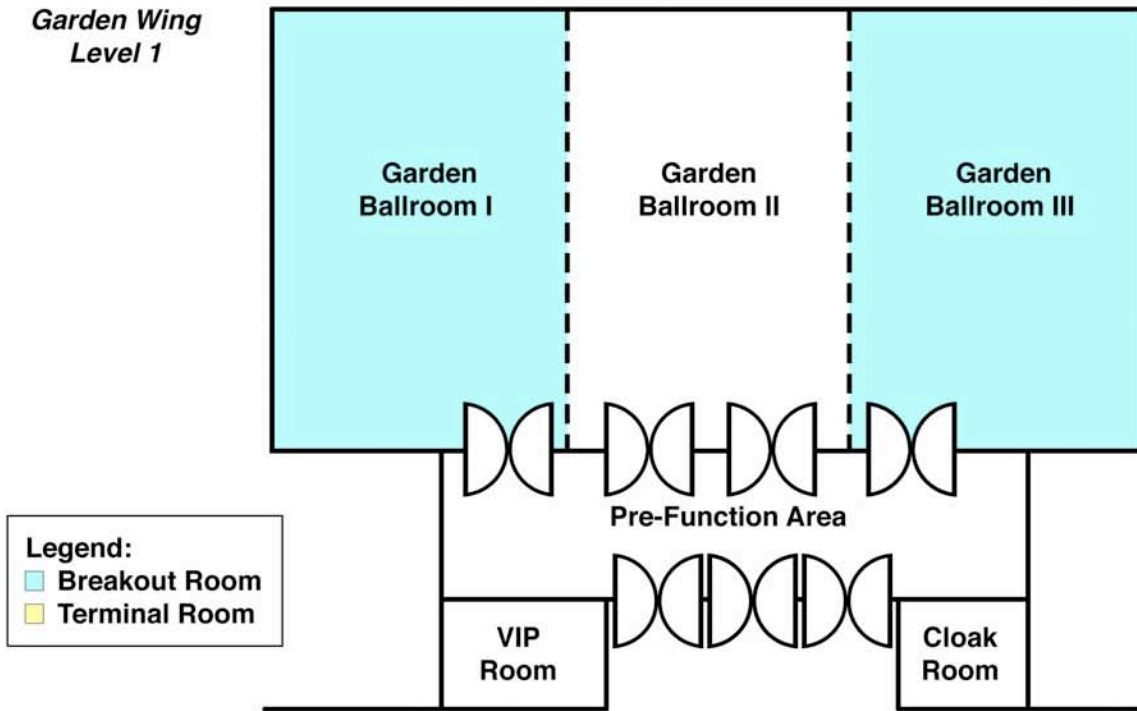 Garden Wing
Level 1
Garden
Ballroom I
Garden
Ballroom II
Garden
Ballroom III
Pre-Function Area
Legend:
Breakout Room
Terminal Room
VIP
Room
Cloak
Room